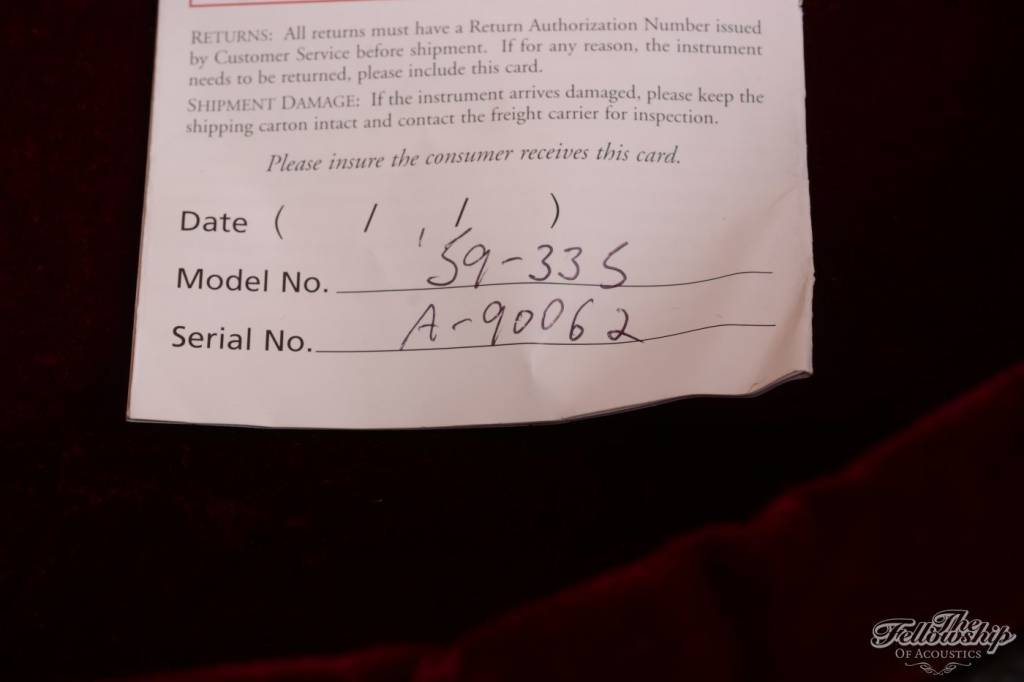 RETURNS: All returns must have a Return Authorization Number issued
by Customer Service before shipment. If for any reason, the instrument
needs to be returned, please include this card.
SHIPMENT DAMAGE: If the instrument arrives damaged, please keep the
shipping carton intact and contact the freight carrier for inspection.
Please insure the consumer receives this card.
Date ( / / )
Model No. '59-335
Serial No. A-90062
The
Fellowship
OF ACOUSTICS